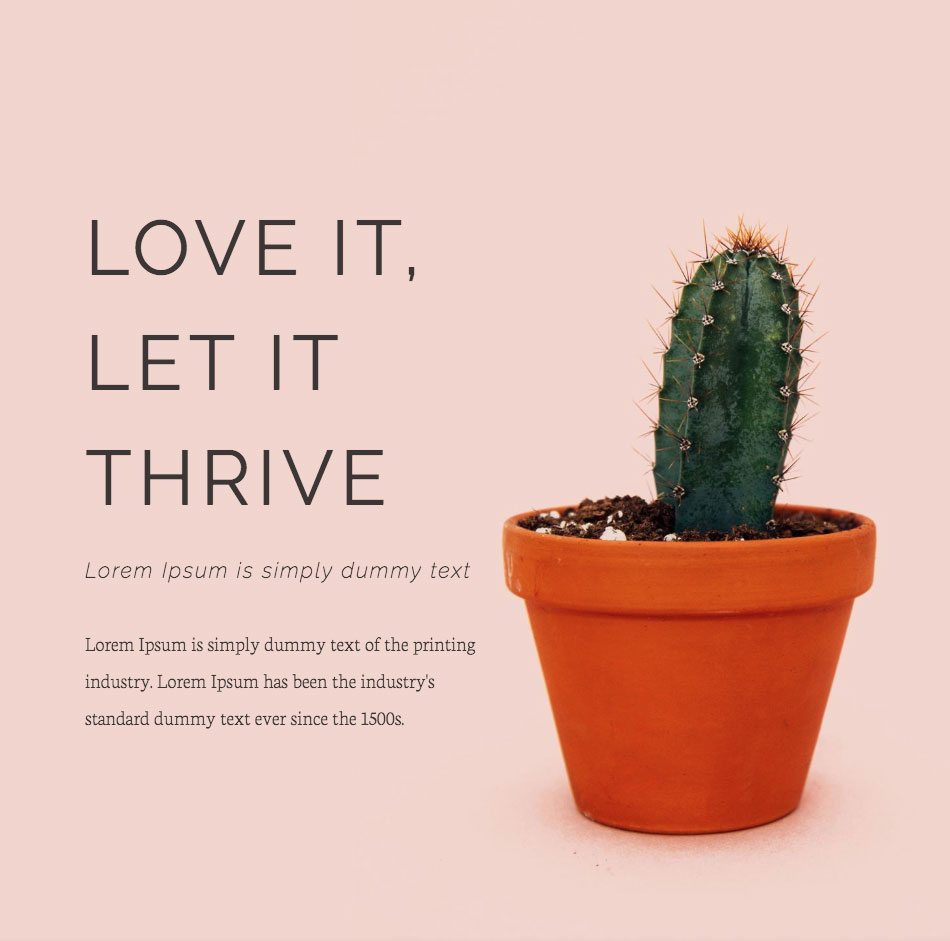 LOVE IT,
LET IT
THRIVE
Lorem Ipsum is simply dummy text
Lorem Ipsum is simply dummy text of the printing
industry. Lorem Ipsum has been the industry's
standard dummy text ever since the 1500s.